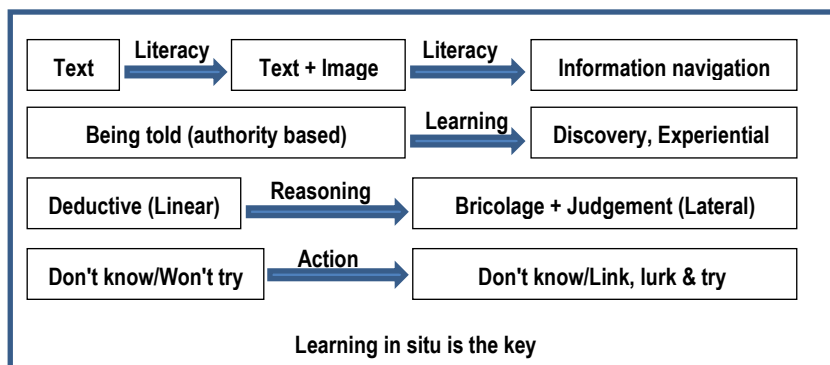 Literacy Literacy
Text Text + Image Information navigation
Learning
Being told (authority based) Discovery, Experiential
Reasoning
Deductive (Linear) Bricolage + Judgement (Lateral)
Action
Don't know/Won't try Don't know/Link, lurk & try
Learning in situ is the key